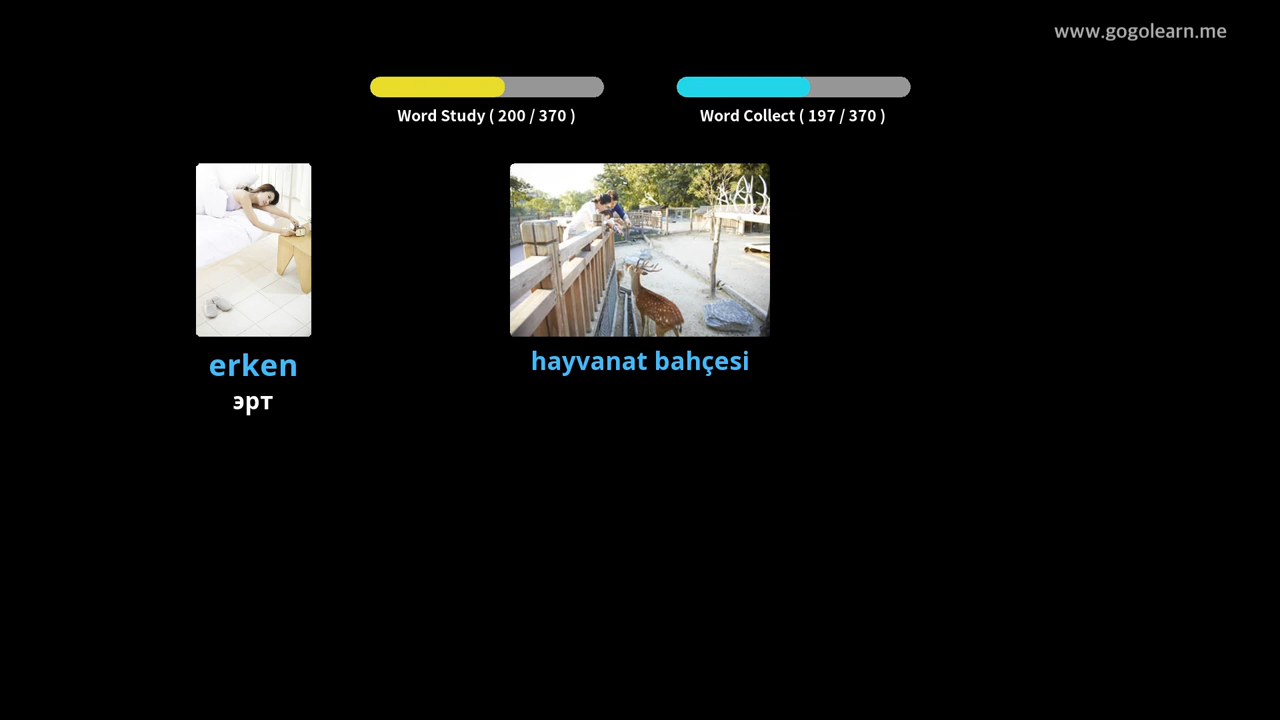 www.gogolearn.me
Word Study ( 200 / 370 )
Word Collect ( 197 / 370 )
erken
эрт
hayvanat bahçesi